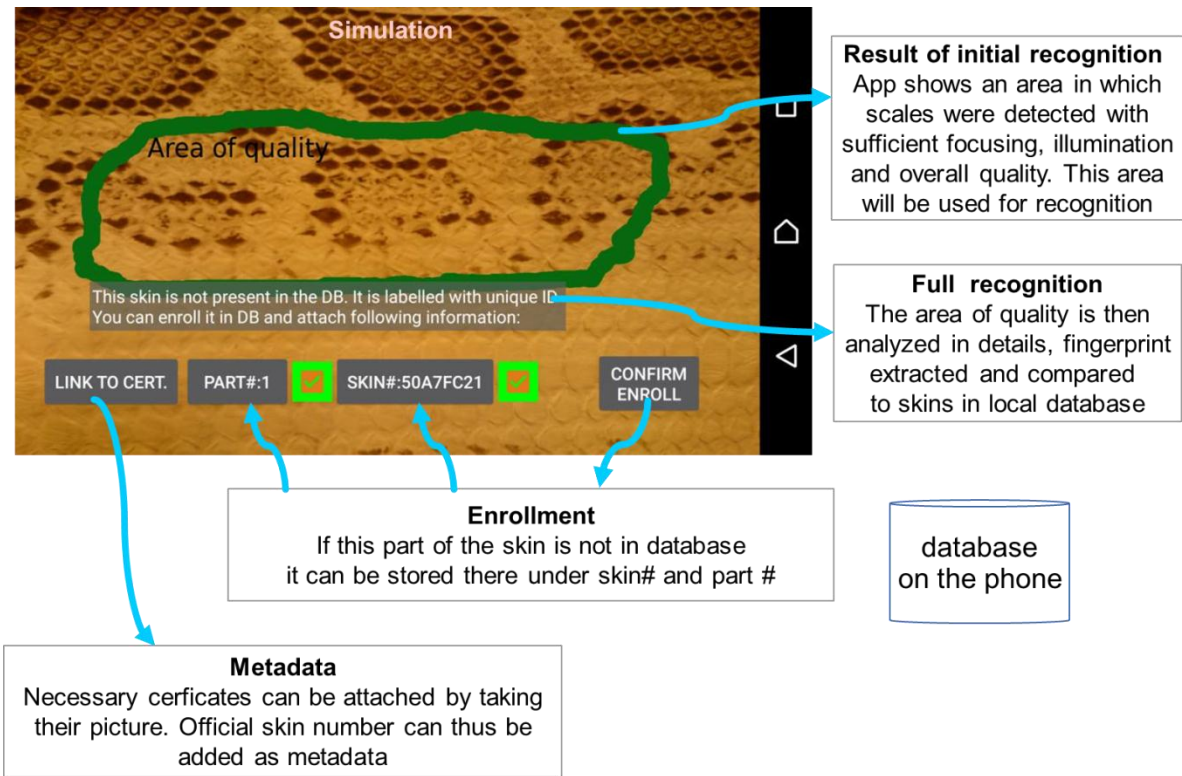 Simulation
Area of quality
This skin is not present in the DB. It is labelled with unique ID.
You can enroll it in DB and attach following information:
LINK TO CERT.
PART#:1
SKIN#:50A7FC21
CONFIRM
ENROLL
Result of initial recognition
App shows an area in which
scales were detected with
sufficient focusing, illumination
and overall quality. This area
will be used for recognition
Full recognition
The area of quality is then
analyzed in details, fingerprint
extracted and compared
to skins in local database
Enrollment
If this part of the skin is not in database
it can be stored there under skin# and part #
database
on the phone
Metadata
Necessary cerficates can be attached by taking
their picture. Official skin number can thus be
added as metadata